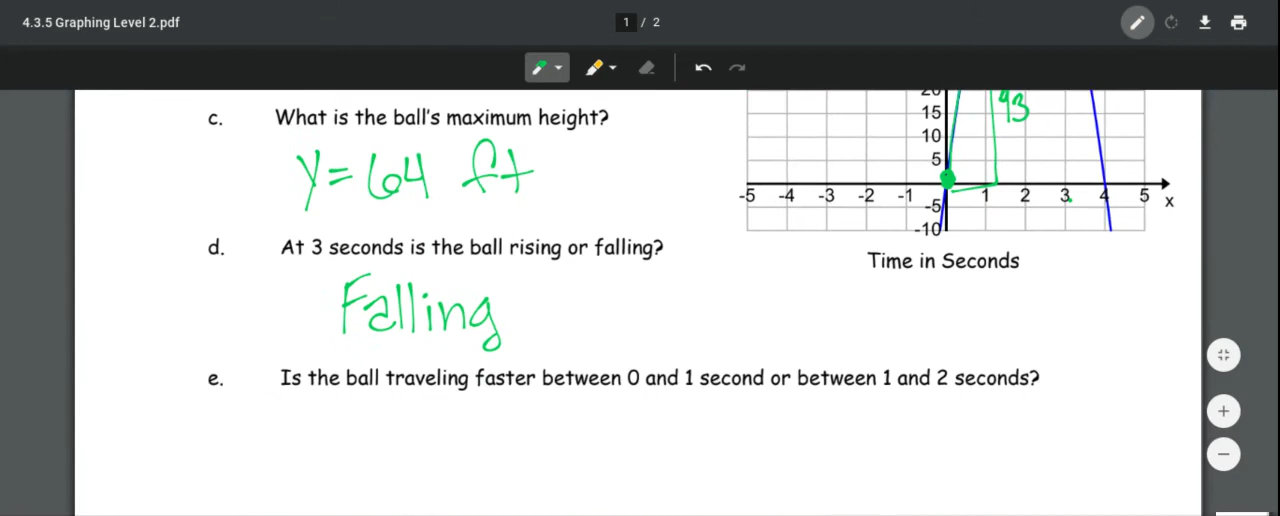 4.3.5 Graphing Level 2.pdf
1 / 2
c. What is the ball's maximum height?
y = 64 ft
d. At 3 seconds is the ball rising or falling?
Falling
e. Is the ball traveling faster between 0 and 1 second or between 1 and 2 seconds?
20
43
15
10
5
-5 -4 -3 -2 -1 1 2 3 4 5 x
-5
-10
Time in Seconds